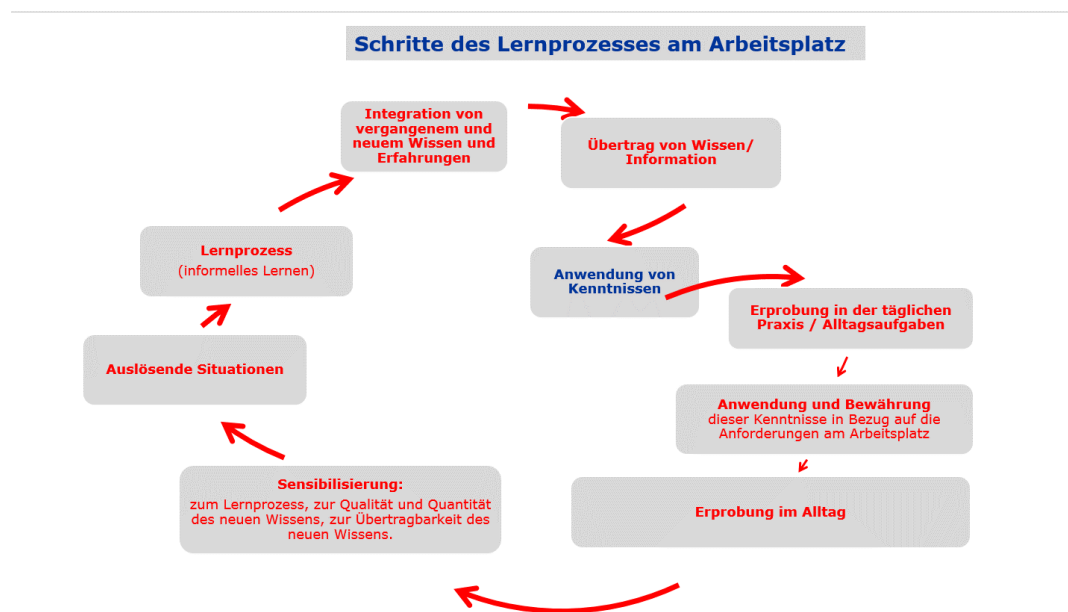 Schritte des Lernprozesses am Arbeitsplatz
Integration von
vergangenem und
neuem Wissen und
Erfahrungen
Übertrag von Wissen/
Information
Anwendung von
Kenntnissen
Erprobung in der täglichen
Praxis / Alltagsaufgaben
Anwendung und Bewährung
dieser Kenntnisse in Bezug auf die
Anforderungen am Arbeitsplatz
Erprobung im Alltag
Sensibilisierung:
zum Lernprozess, zur Qualität und Quantität
des neuen Wissens, zur Übertragbarkeit des
neuen Wissens.
Auslösende Situationen
Lernprozess
(informelles Lernen)